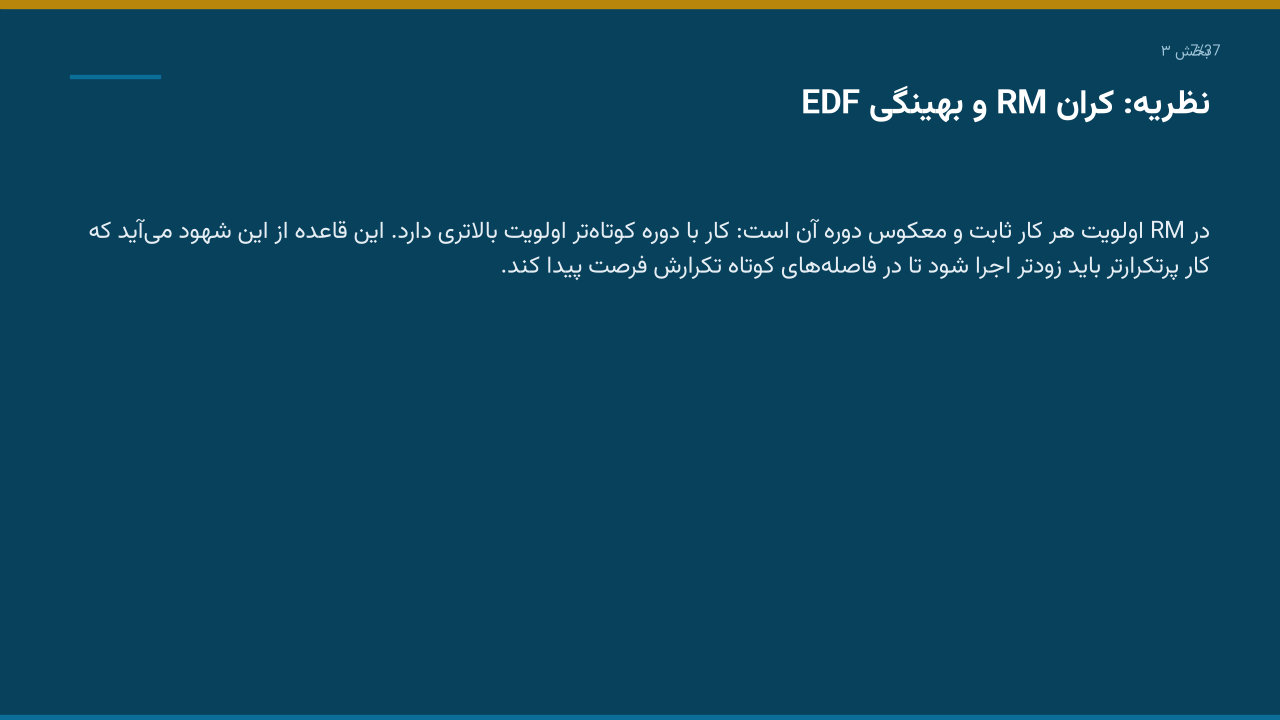 بخش ۳
7/37
نظریه: کران RM و بهینگی EDF
در RM اولویت هر کار ثابت و معکوس دوره آن است: کار با دوره کوتاه‌تر اولویت بالاتری دارد. این قاعده از این شهود می‌آید که
کار پرتکرارتر باید زودتر اجرا شود تا در فاصله‌های کوتاه تکرارش فرصت پیدا کند.